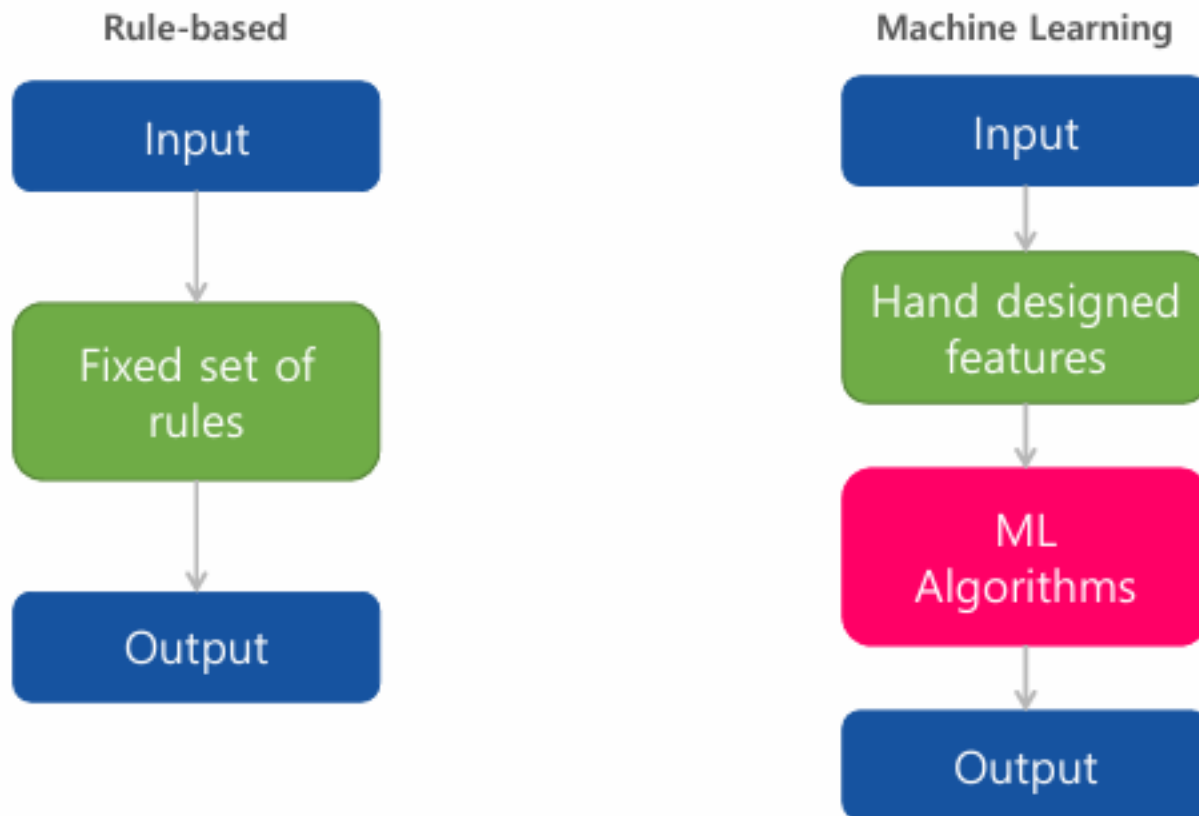 Rule-based
Input
Fixed set of
rules
Output
Machine Learning
Input
Hand designed
features
ML
Algorithms
Output